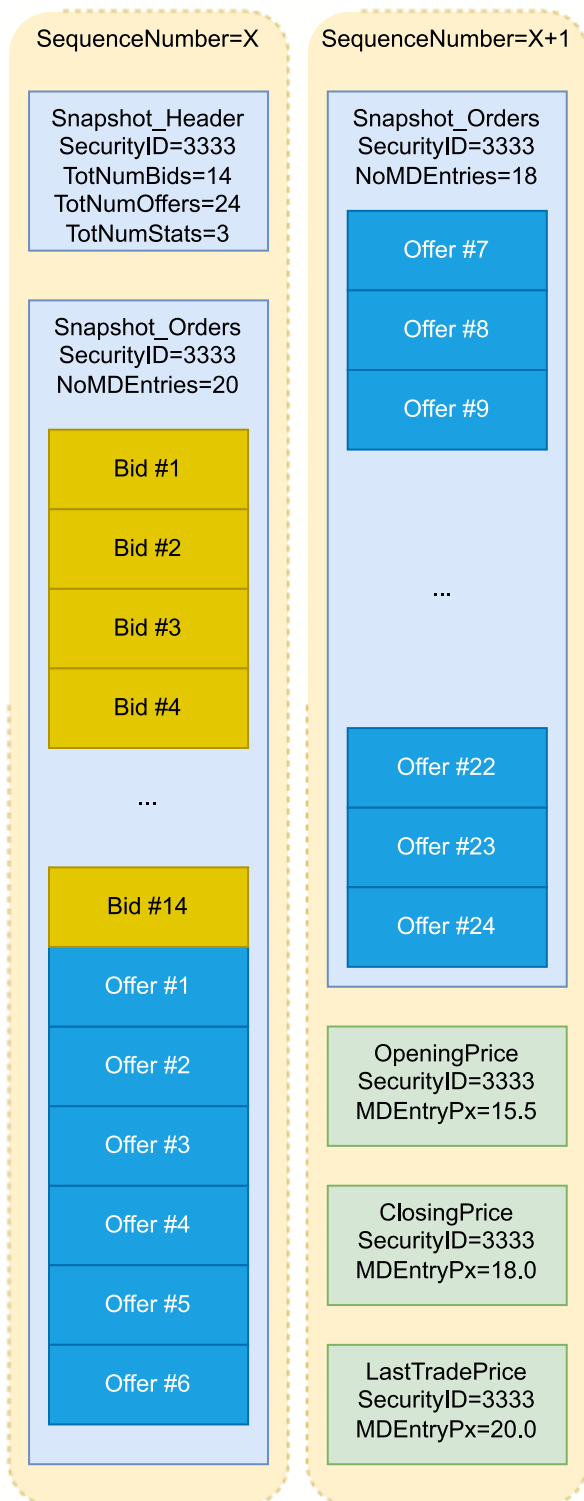 SequenceNumber=X
Snapshot_Header
SecurityID=3333
TotNumBids=14
TotNumOffers=24
TotNumStats=3
Snapshot_Orders
SecurityID=3333
NoMDEntries=20
Bid #1
Bid #2
Bid #3
Bid #4
...
Bid #14
Offer #1
Offer #2
Offer #3
Offer #4
Offer #5
Offer #6
SequenceNumber=X+1
Snapshot_Orders
SecurityID=3333
NoMDEntries=18
Offer #7
Offer #8
Offer #9
...
Offer #22
Offer #23
Offer #24
OpeningPrice
SecurityID=3333
MDEntryPx=15.5
ClosingPrice
SecurityID=3333
MDEntryPx=18.0
LastTradePrice
SecurityID=3333
MDEntryPx=20.0